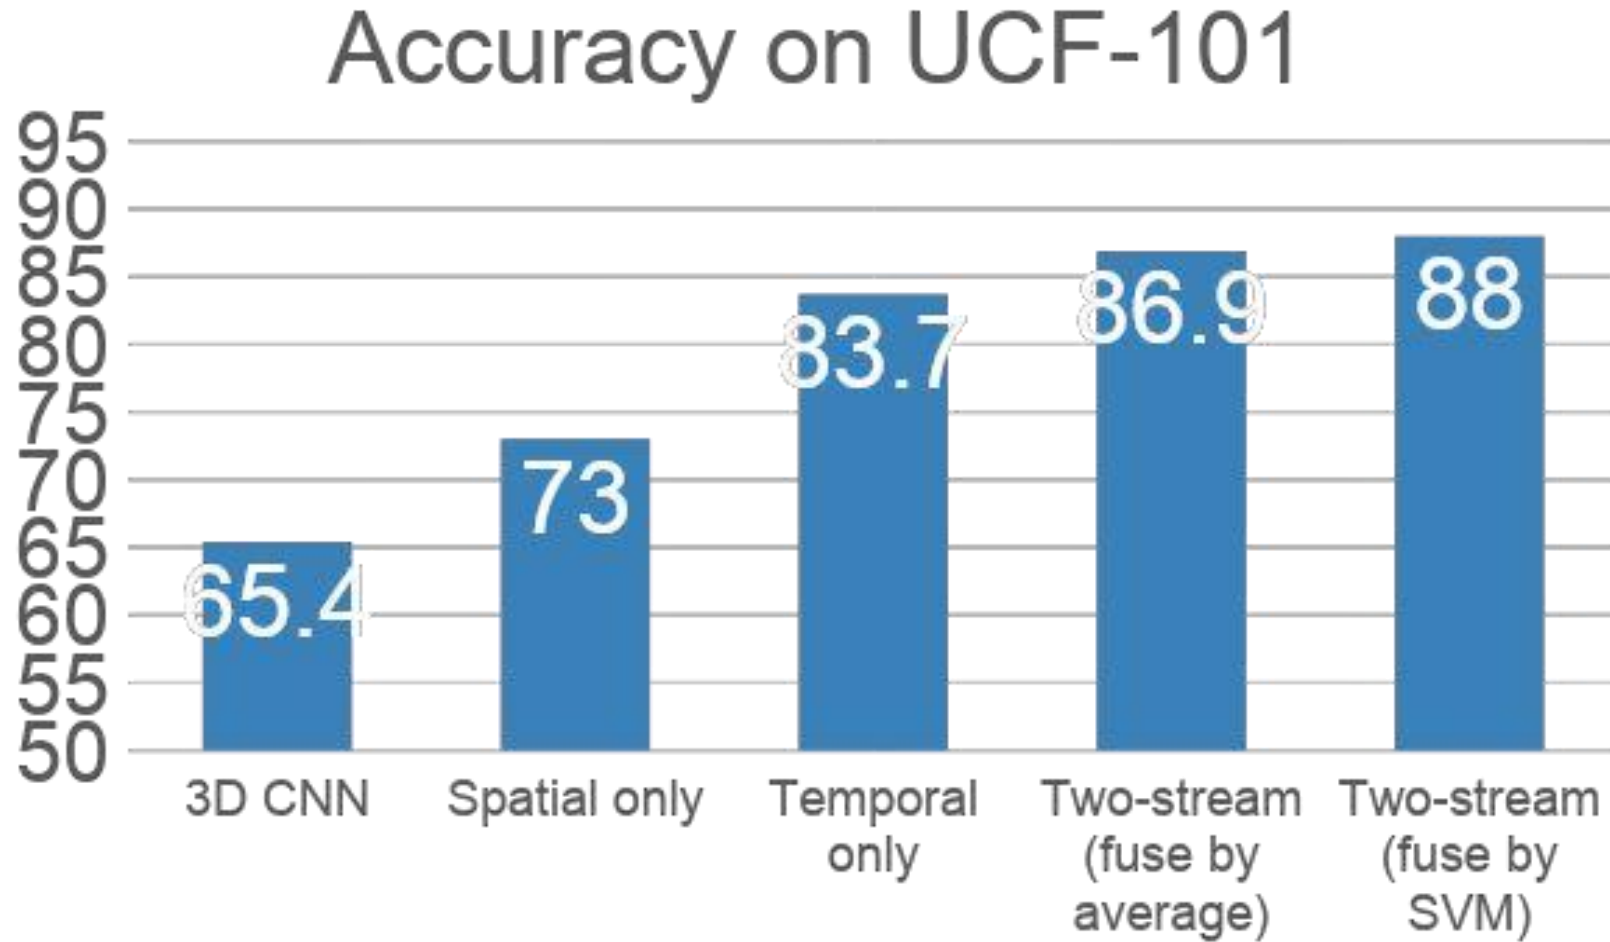 Accuracy on UCF-101
95
90
85
80
75
70
65
60
55
50
65.4
73
83.7
86.9
88
3D CNN
Spatial only
Temporal
only
Two-stream
(fuse by
average)
Two-stream
(fuse by
SVM)